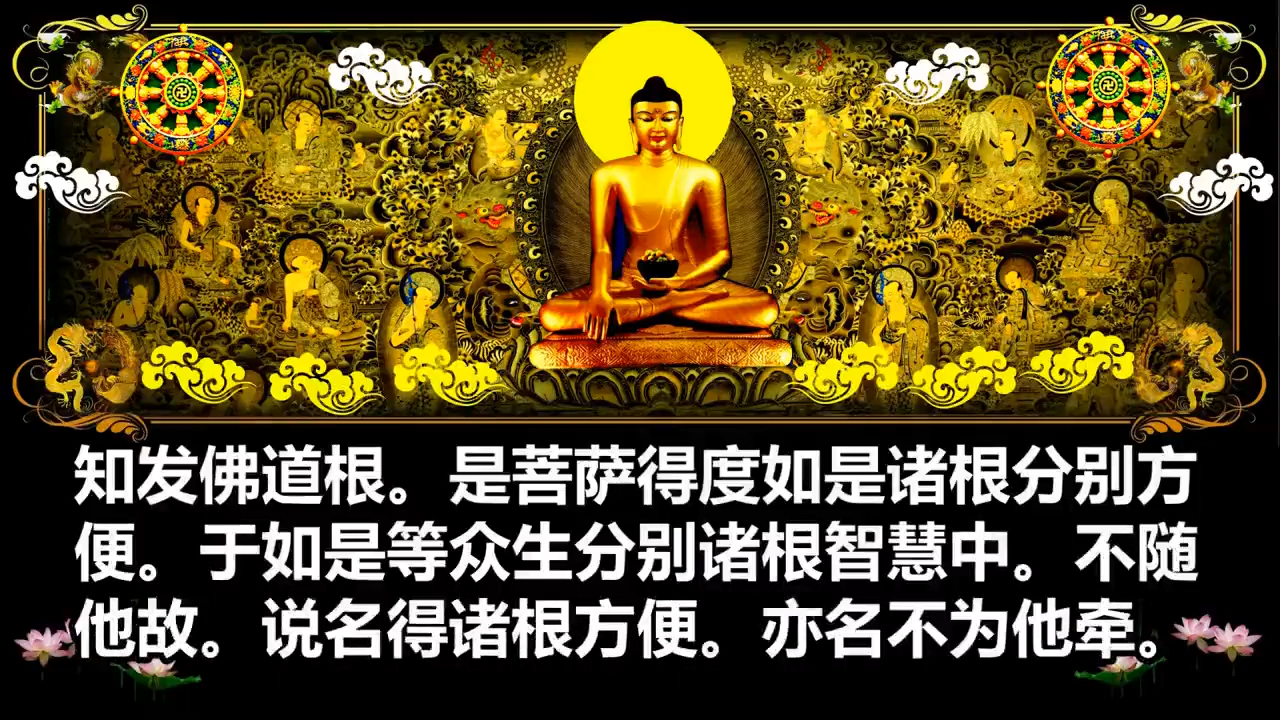 知发佛道根。是菩萨得度如是诸根分别方
便。于如是等众生分别诸根智慧中。不随
他故。说名得诸根方便。亦名不为他牵。